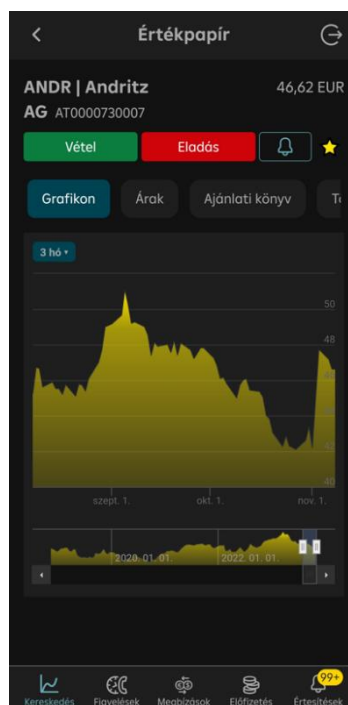 Értékpapír
ANDR | Andritz 46,62 EUR
AG AT0000730007
Vétel Eladás
Grafikon Árak Ajánlati könyv
3 hó
50
48
42
40
szept. 1. okt. 1. nov. 1.
2020. 01. 01. 2022. 01. 01.
99+
Kereskedés Figyelések Megbízások Előfizetés Értesítések